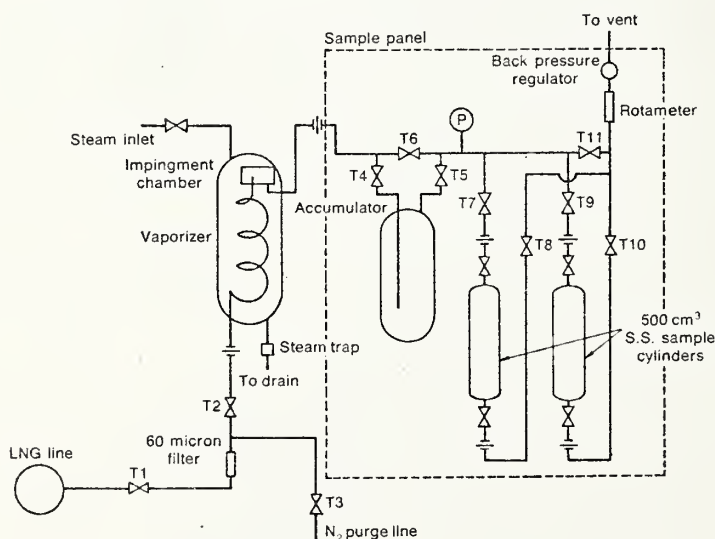 To vent
Sample panel
Back pressure
regulator
P
Rotameter
T6
T11
Steam inlet
Impingment
chamber
T4
T5
Accumulator
T7
T9
Vaporizer
T8
T10
500 cm³
S.S. sample
cylinders
Steam trap
To drain
T2
60 micron
filter
LNG line
T1
T3
N₂ purge line